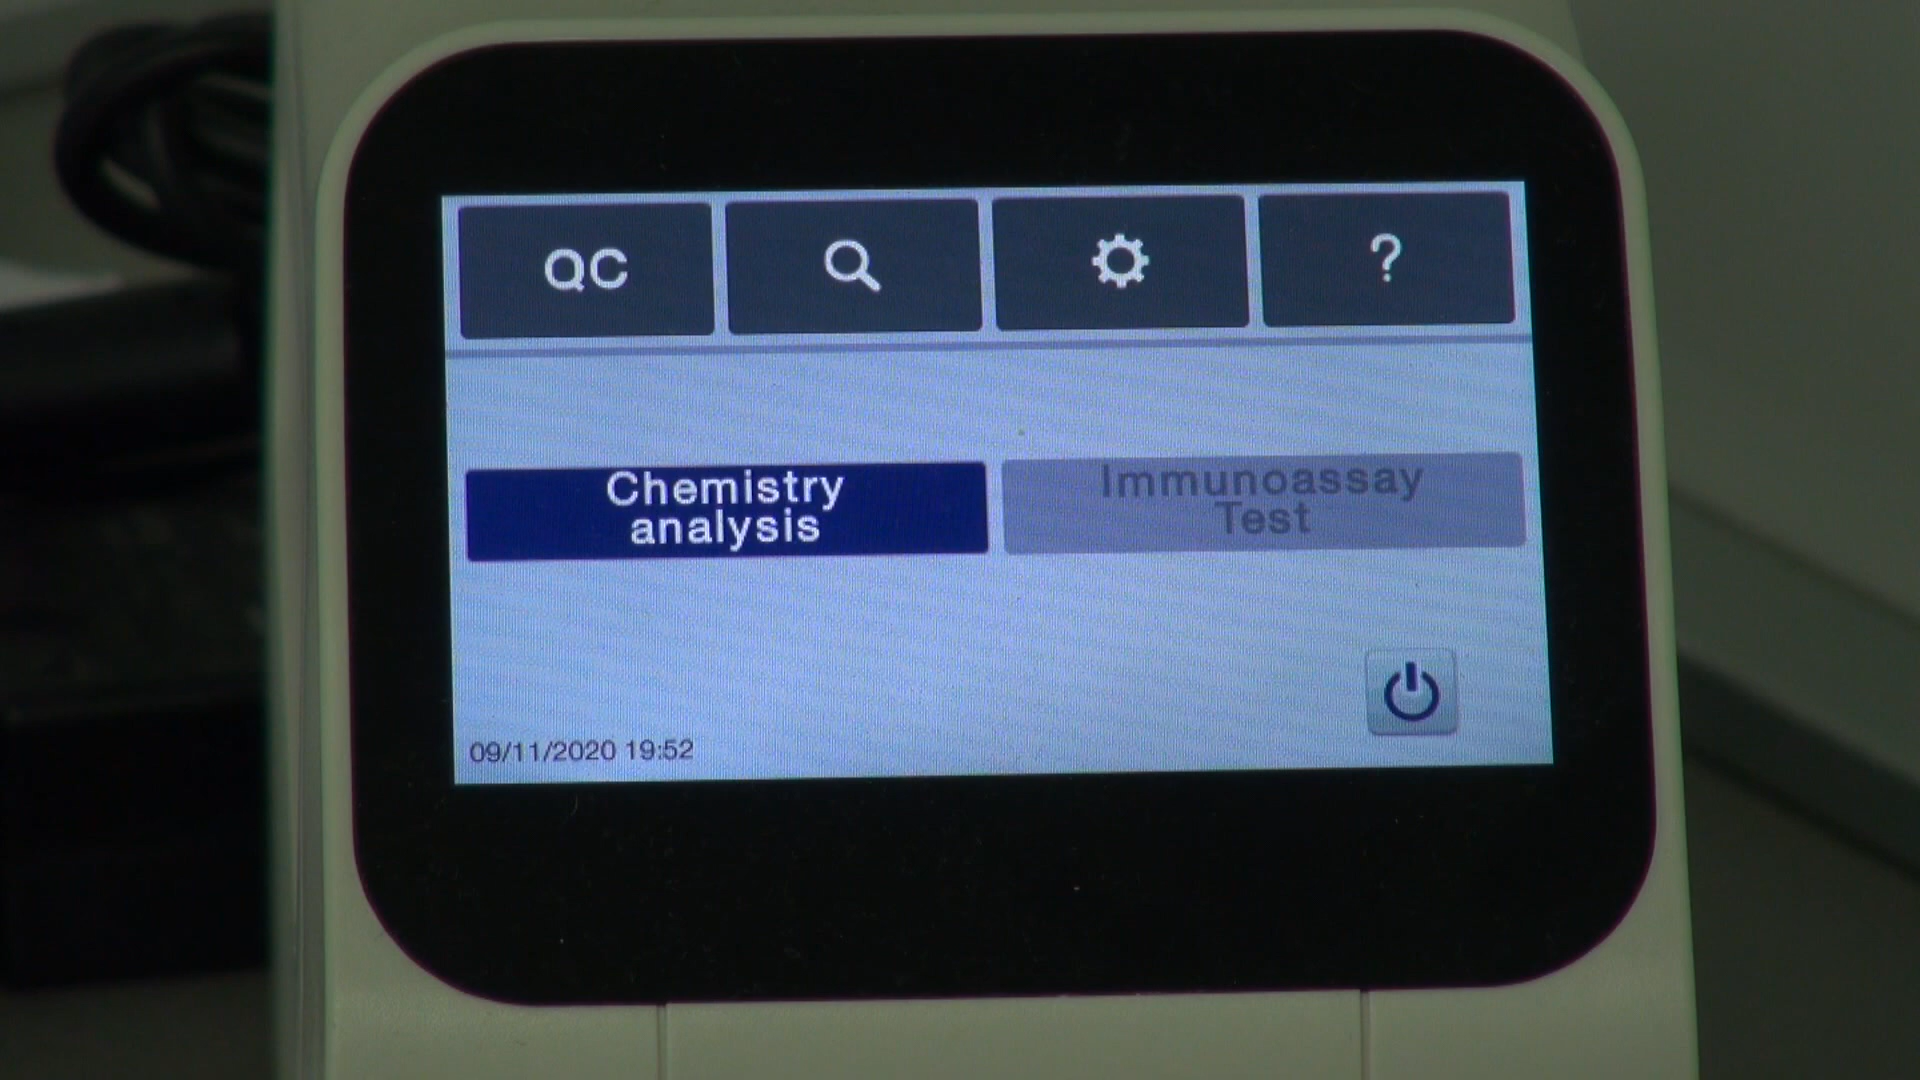 QC
?
Chemistry
analysis
Immunoassay
Test
09/11/2020 19:52